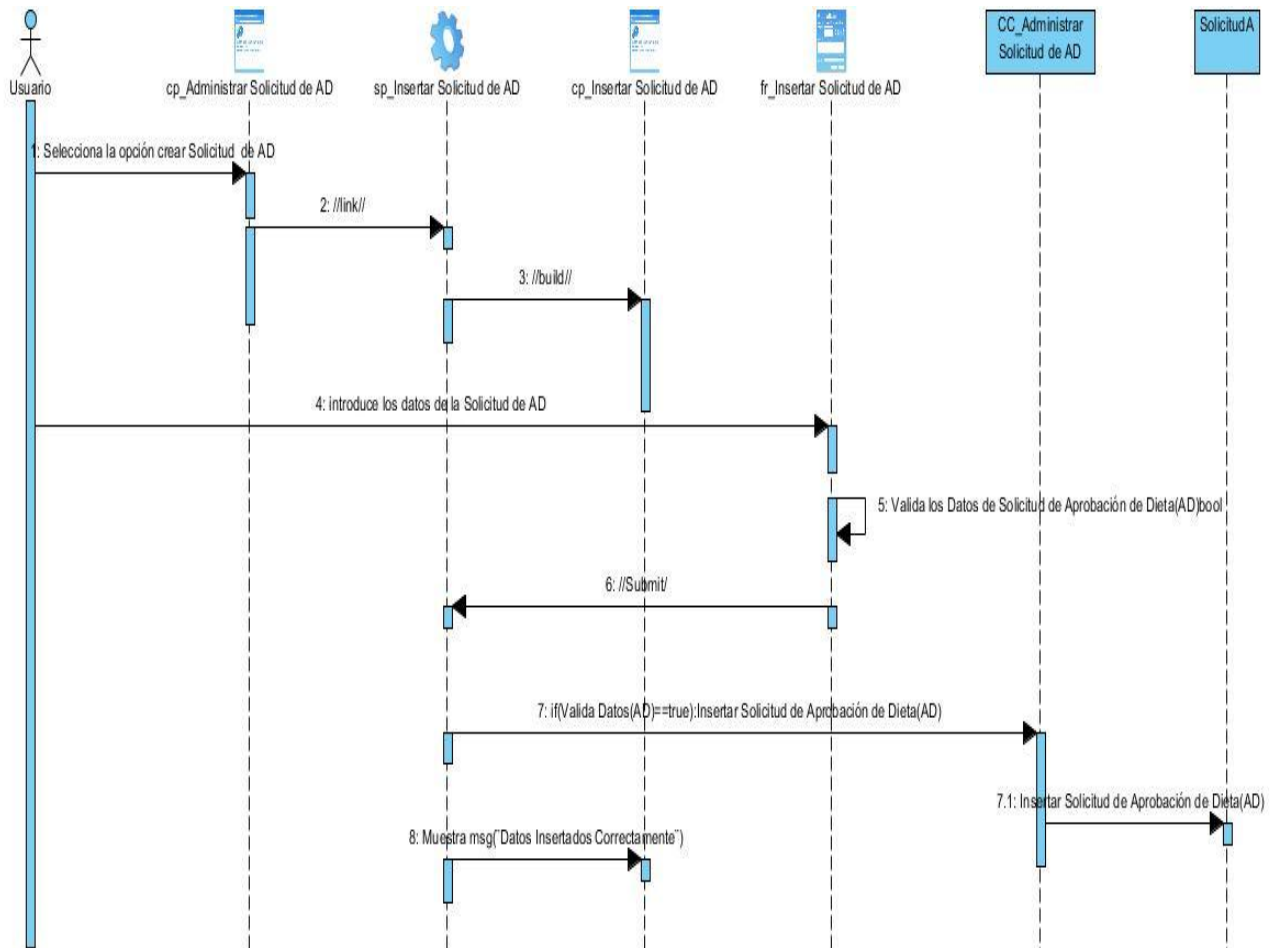 CC_Administrar
Solicitud de AD
SolicitudA
Usuario
cp_Administrar Solicitud de AD
sp_Insertar Solicitud de AD
cp_Insertar Solicitud de AD
fr_Insertar Solicitud de AD
1: Selecciona la opción crear Solicitud de AD
2: //link//
3: //build//
4: introduce los datos de la Solicitud de AD
5: Valida los Datos de Solicitud de Aprobación de Dieta(AD)bool
6: //Submit/
7: if(Valida Datos(AD)==true):Insertar Solicitud de Aprobación de Dieta(AD)
7.1: Insertar Solicitud de Aprobación de Dieta(AD)
8: Muestra msg(¨Datos Insertados Correctamente¨)